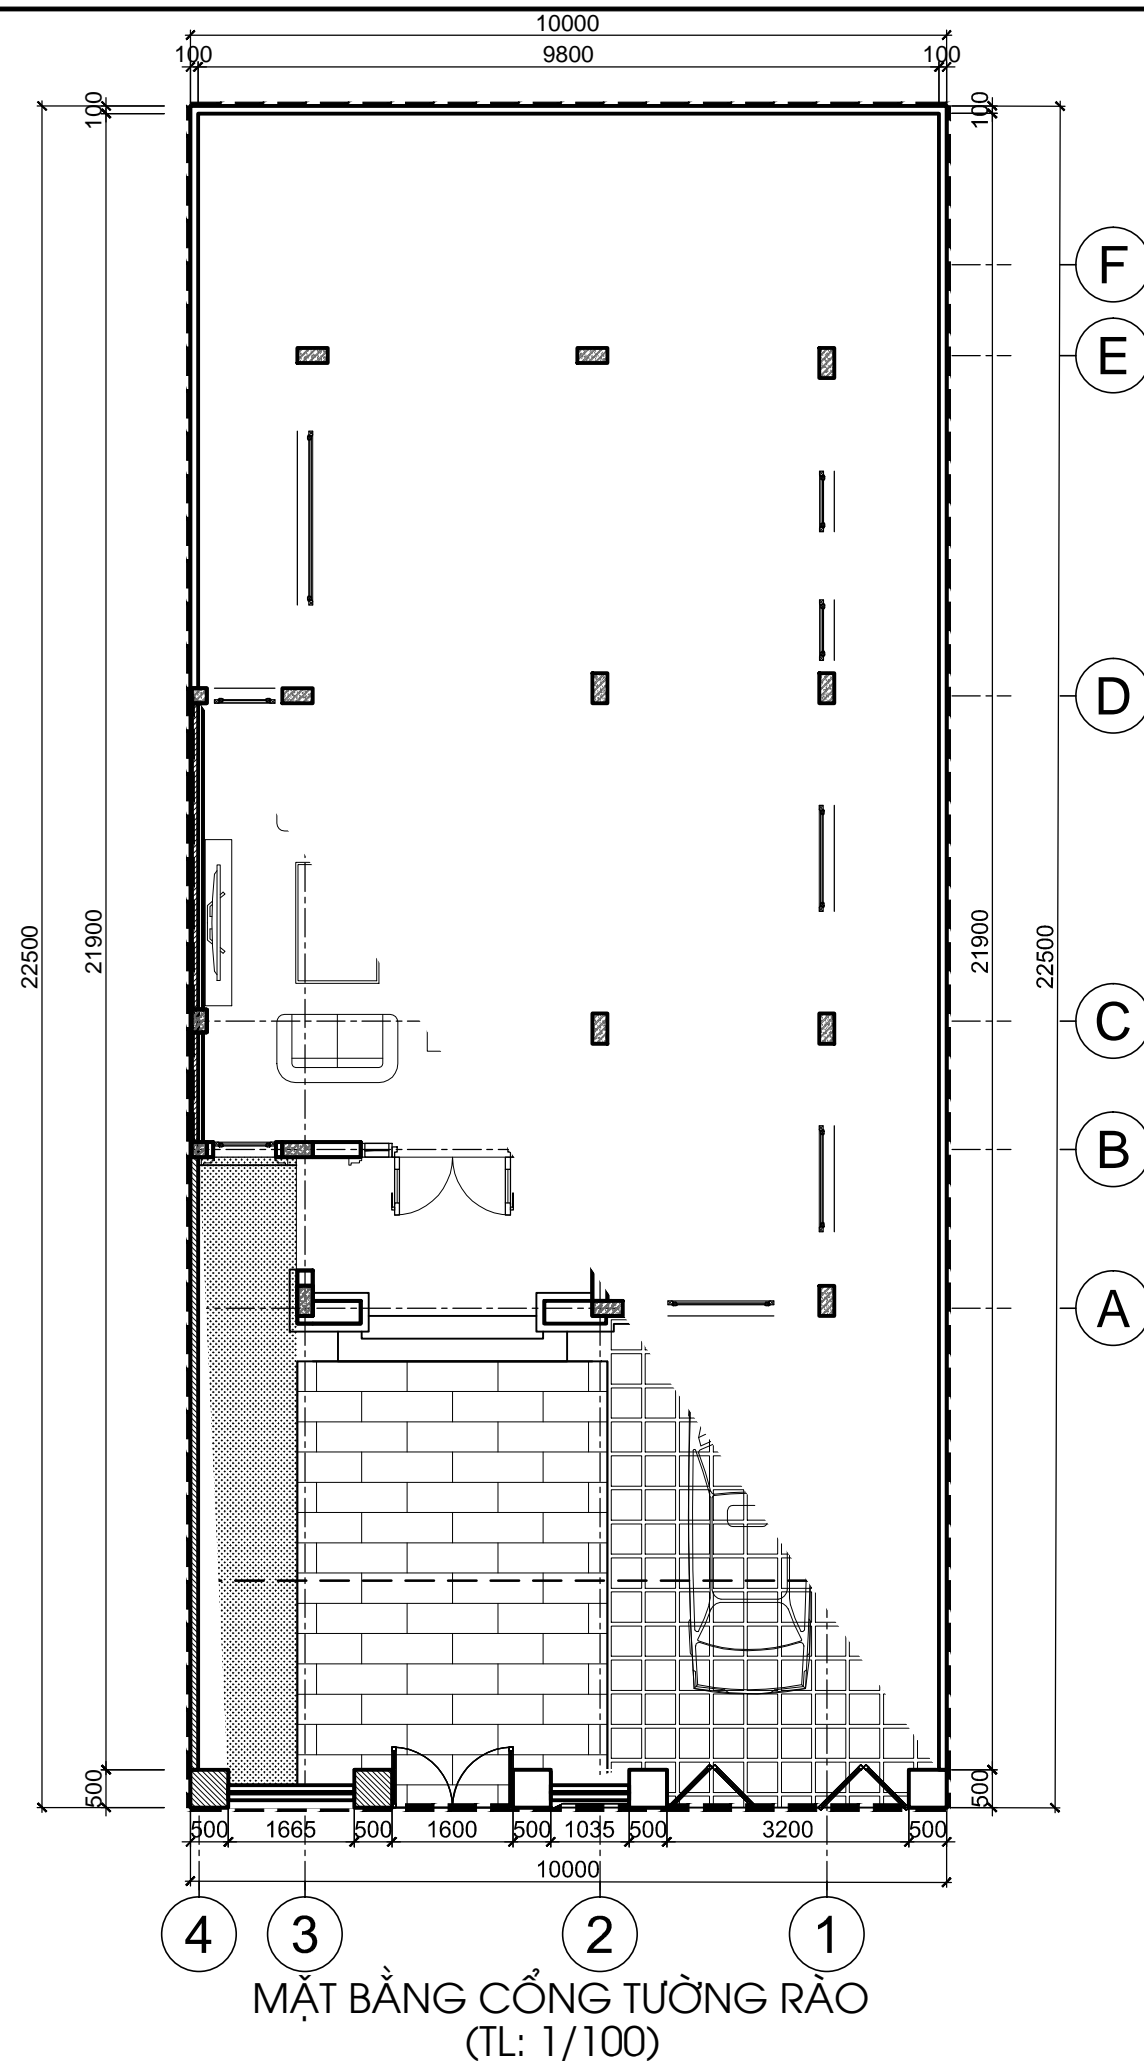 10000
100 9800 100
100 100
F
E
D
22500 21900 21900 22500
C
B
A
500 500
500 1665 500 1600 500 1035 500 3200 500
10000
4 3 2 1
MẶT BẰNG CỔNG TƯỜNG RÀO
(TL: 1/100)